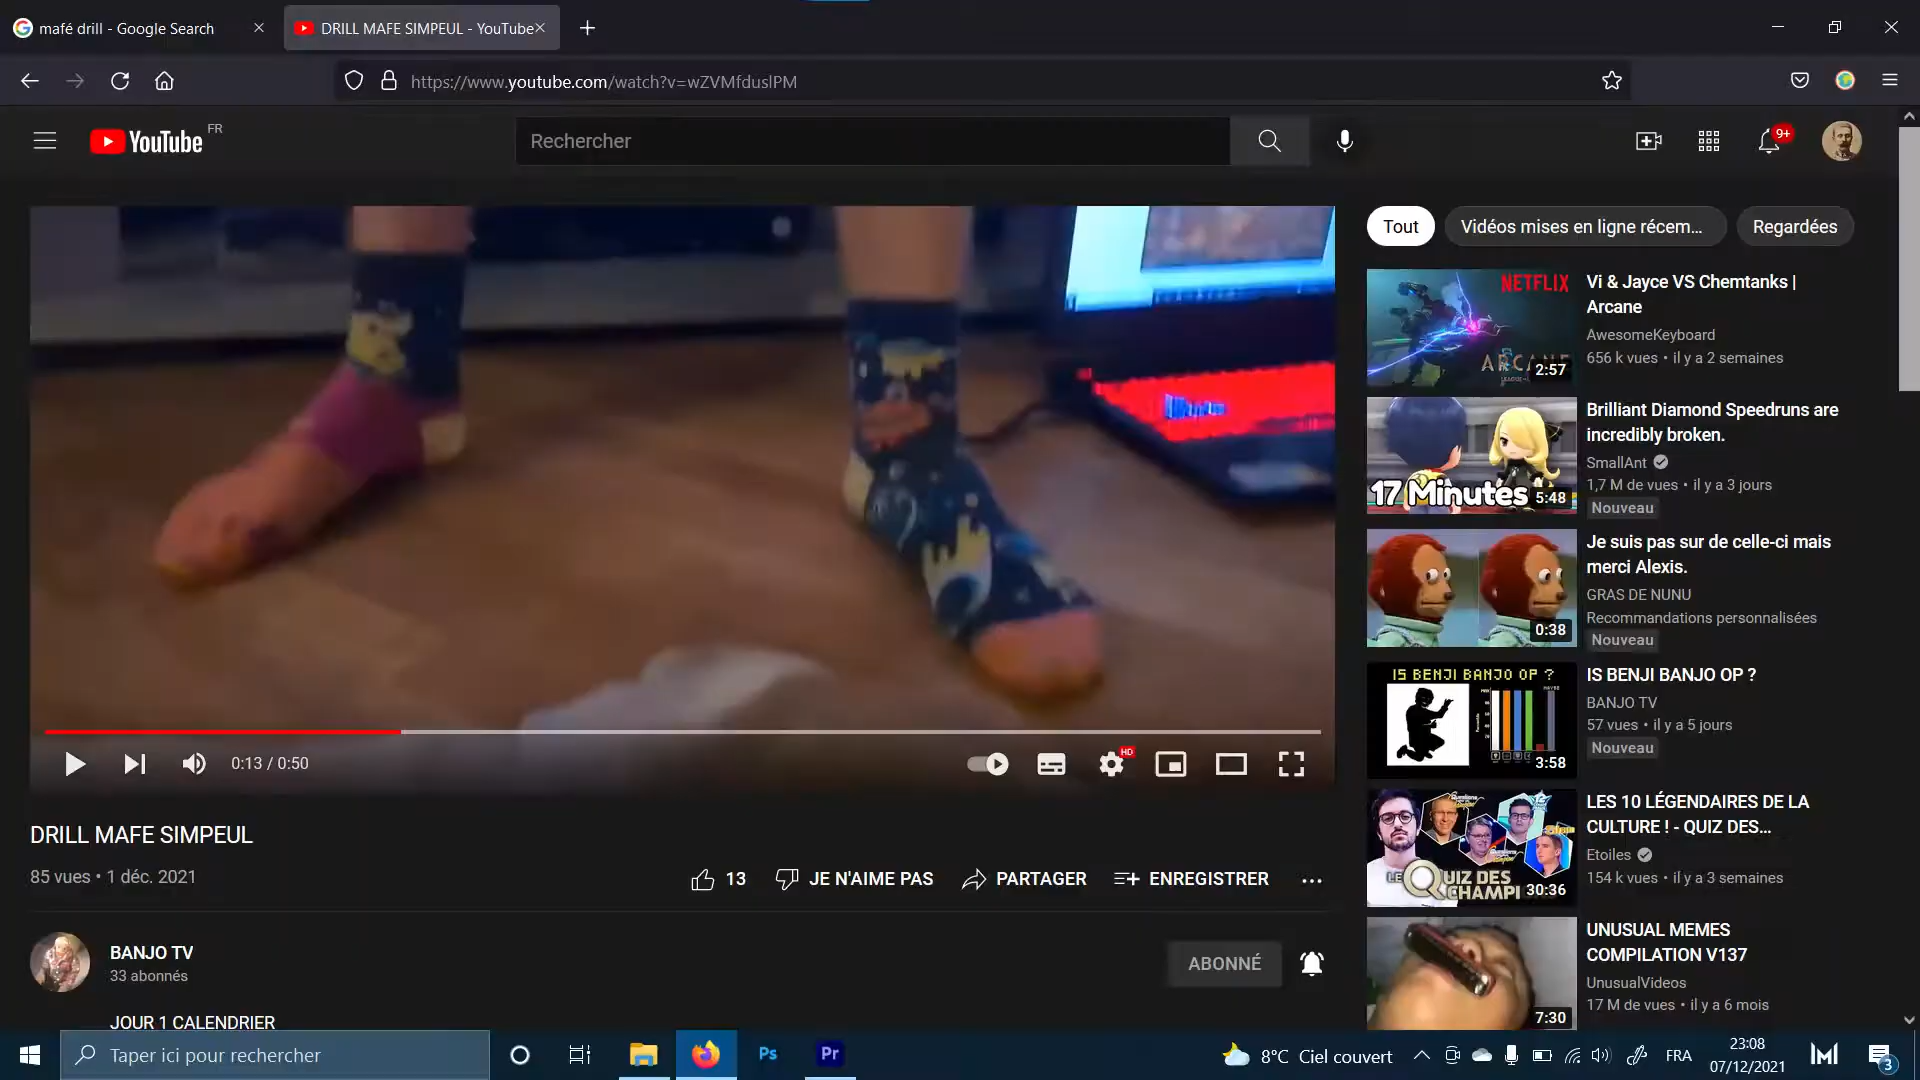 mafé drill - Google Search
DRILL MAFE SIMPEUL - YouTube
https://www.youtube.com/watch?v=wZVMfduslPM
YouTube FR
Rechercher
9+
Tout
Vidéos mises en ligne récem...
Regardées
NETFLIX
ARCANE
2:57
Vi & Jayce VS Chemtanks |
Arcane
AwesomeKeyboard
656 k vues • il y a 2 semaines
17 Minutes
5:48
Brilliant Diamond Speedruns are
incredibly broken.
SmallAnt
1,7 M de vues • il y a 3 jours
Nouveau
0:38
Je suis pas sur de celle-ci mais
merci Alexis.
GRAS DE NUNU
Recommandations personnalisées
Nouveau
IS BENJI BANJO OP ?
3:58
IS BENJI BANJO OP ?
BANJO TV
57 vues • il y a 5 jours
Nouveau
QUIZ DES
CHAMPI
30:36
LES 10 LÉGENDAIRES DE LA
CULTURE ! - QUIZ DES...
Etoiles
154 k vues • il y a 3 semaines
7:30
UNUSUAL MEMES
COMPILATION V137
UnusualVideos
17 M de vues • il y a 6 mois
0:13 / 0:50
HD
DRILL MAFE SIMPEUL
85 vues • 1 déc. 2021
13
JE N'AIME PAS
PARTAGER
ENREGISTRER
BANJO TV
33 abonnés
ABONNÉ
JOUR 1 CALENDRIER
Taper ici pour rechercher
Ps
Pr
8°C Ciel couvert
FRA
23:08
07/12/2021
3